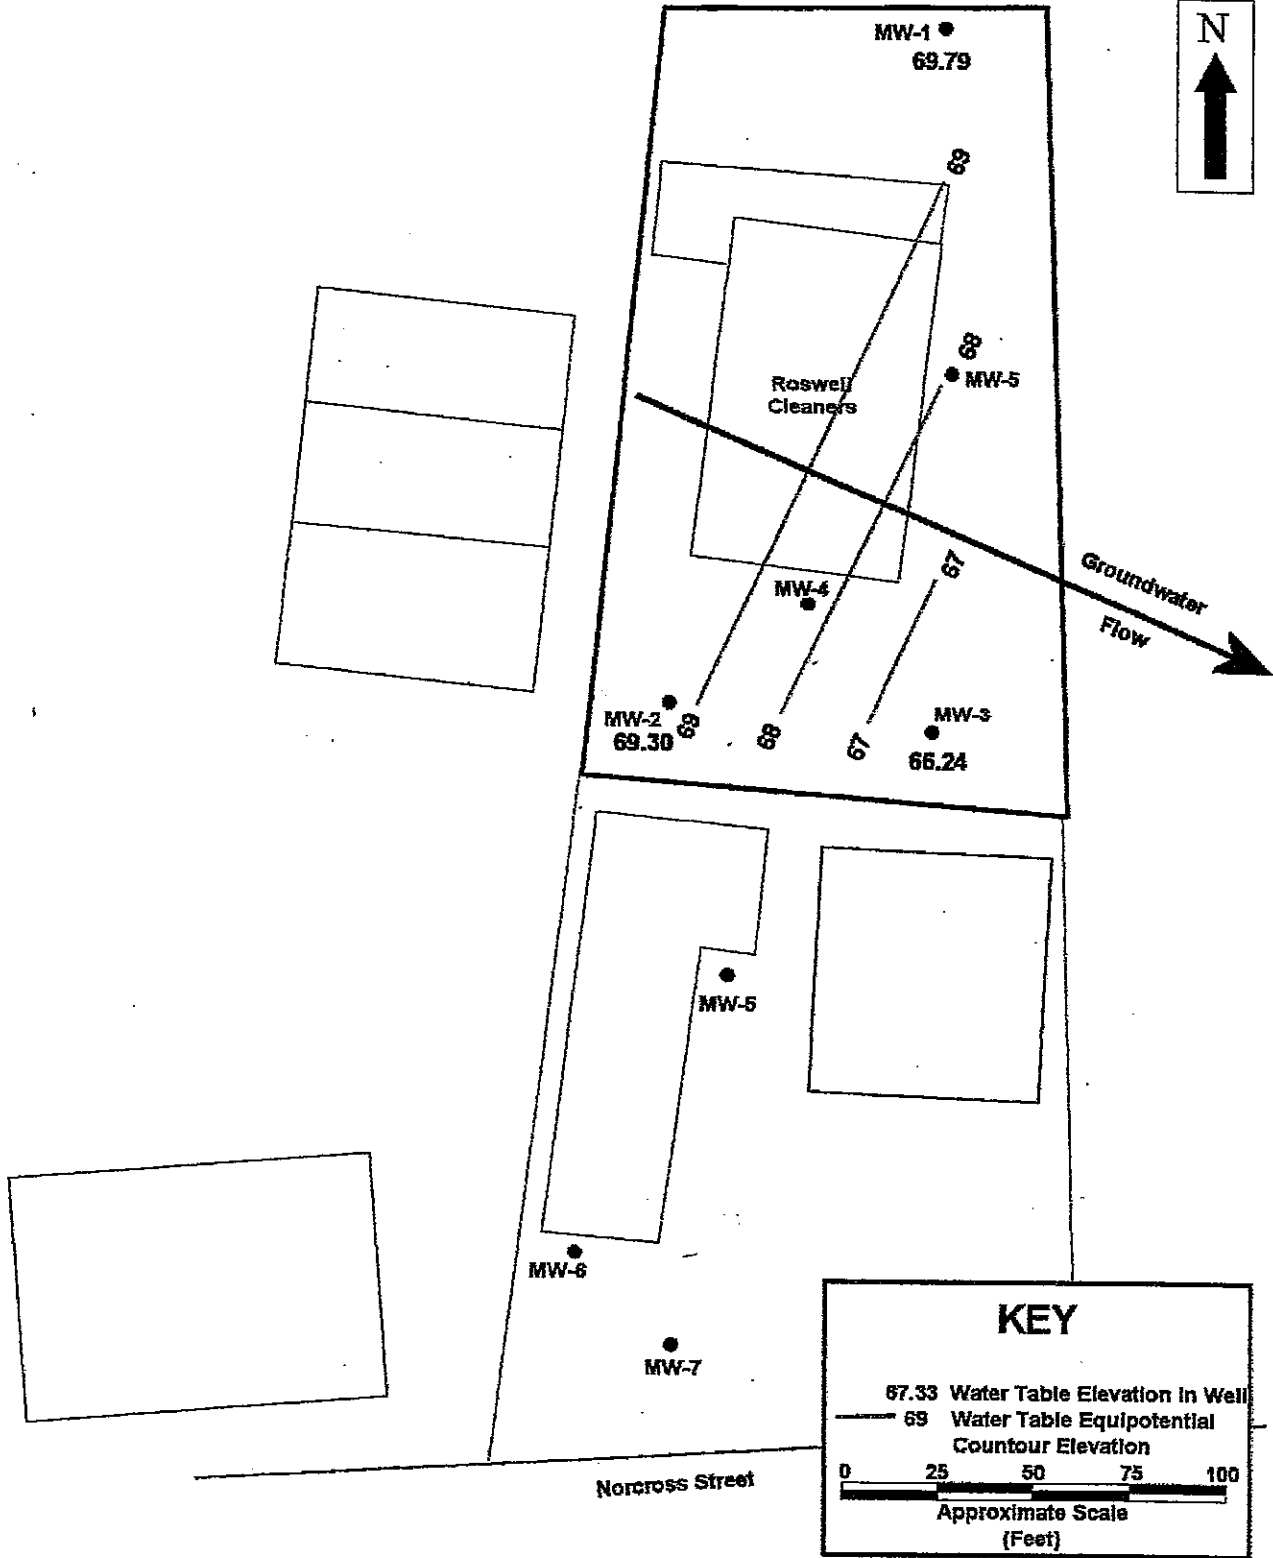 N
MW-1
69.79
69
68
MW-5
Roswell
Cleaners
67
Groundwater
Flow
MW-4
MW-2
69.30
69
68
67
MW-3
66.24
MW-5
MW-6
MW-7
Norcross Street
KEY
67.33 Water Table Elevation in Well
69 Water Table Equipotential
Countour Elevation
0 25 50 75 100
Approximate Scale
(Feet)